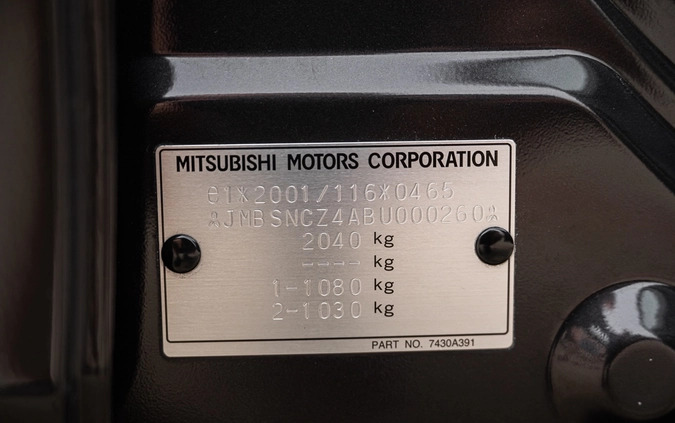 MITSUBISHI MOTORS CORPORATION
e1*2001/116*0465
JMBSNCZ4ABU000260
2040 kg
---- kg
1-1080 kg
2-1030 kg
PART NO. 7430A391